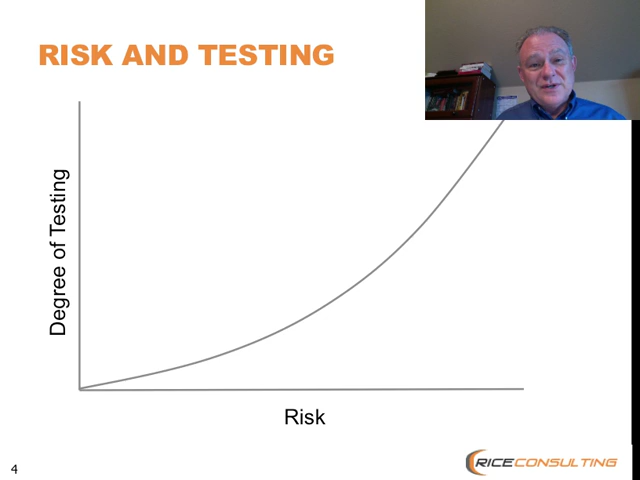 RISK AND TESTING
Degree of Testing
Risk
4
RICECONSULTING